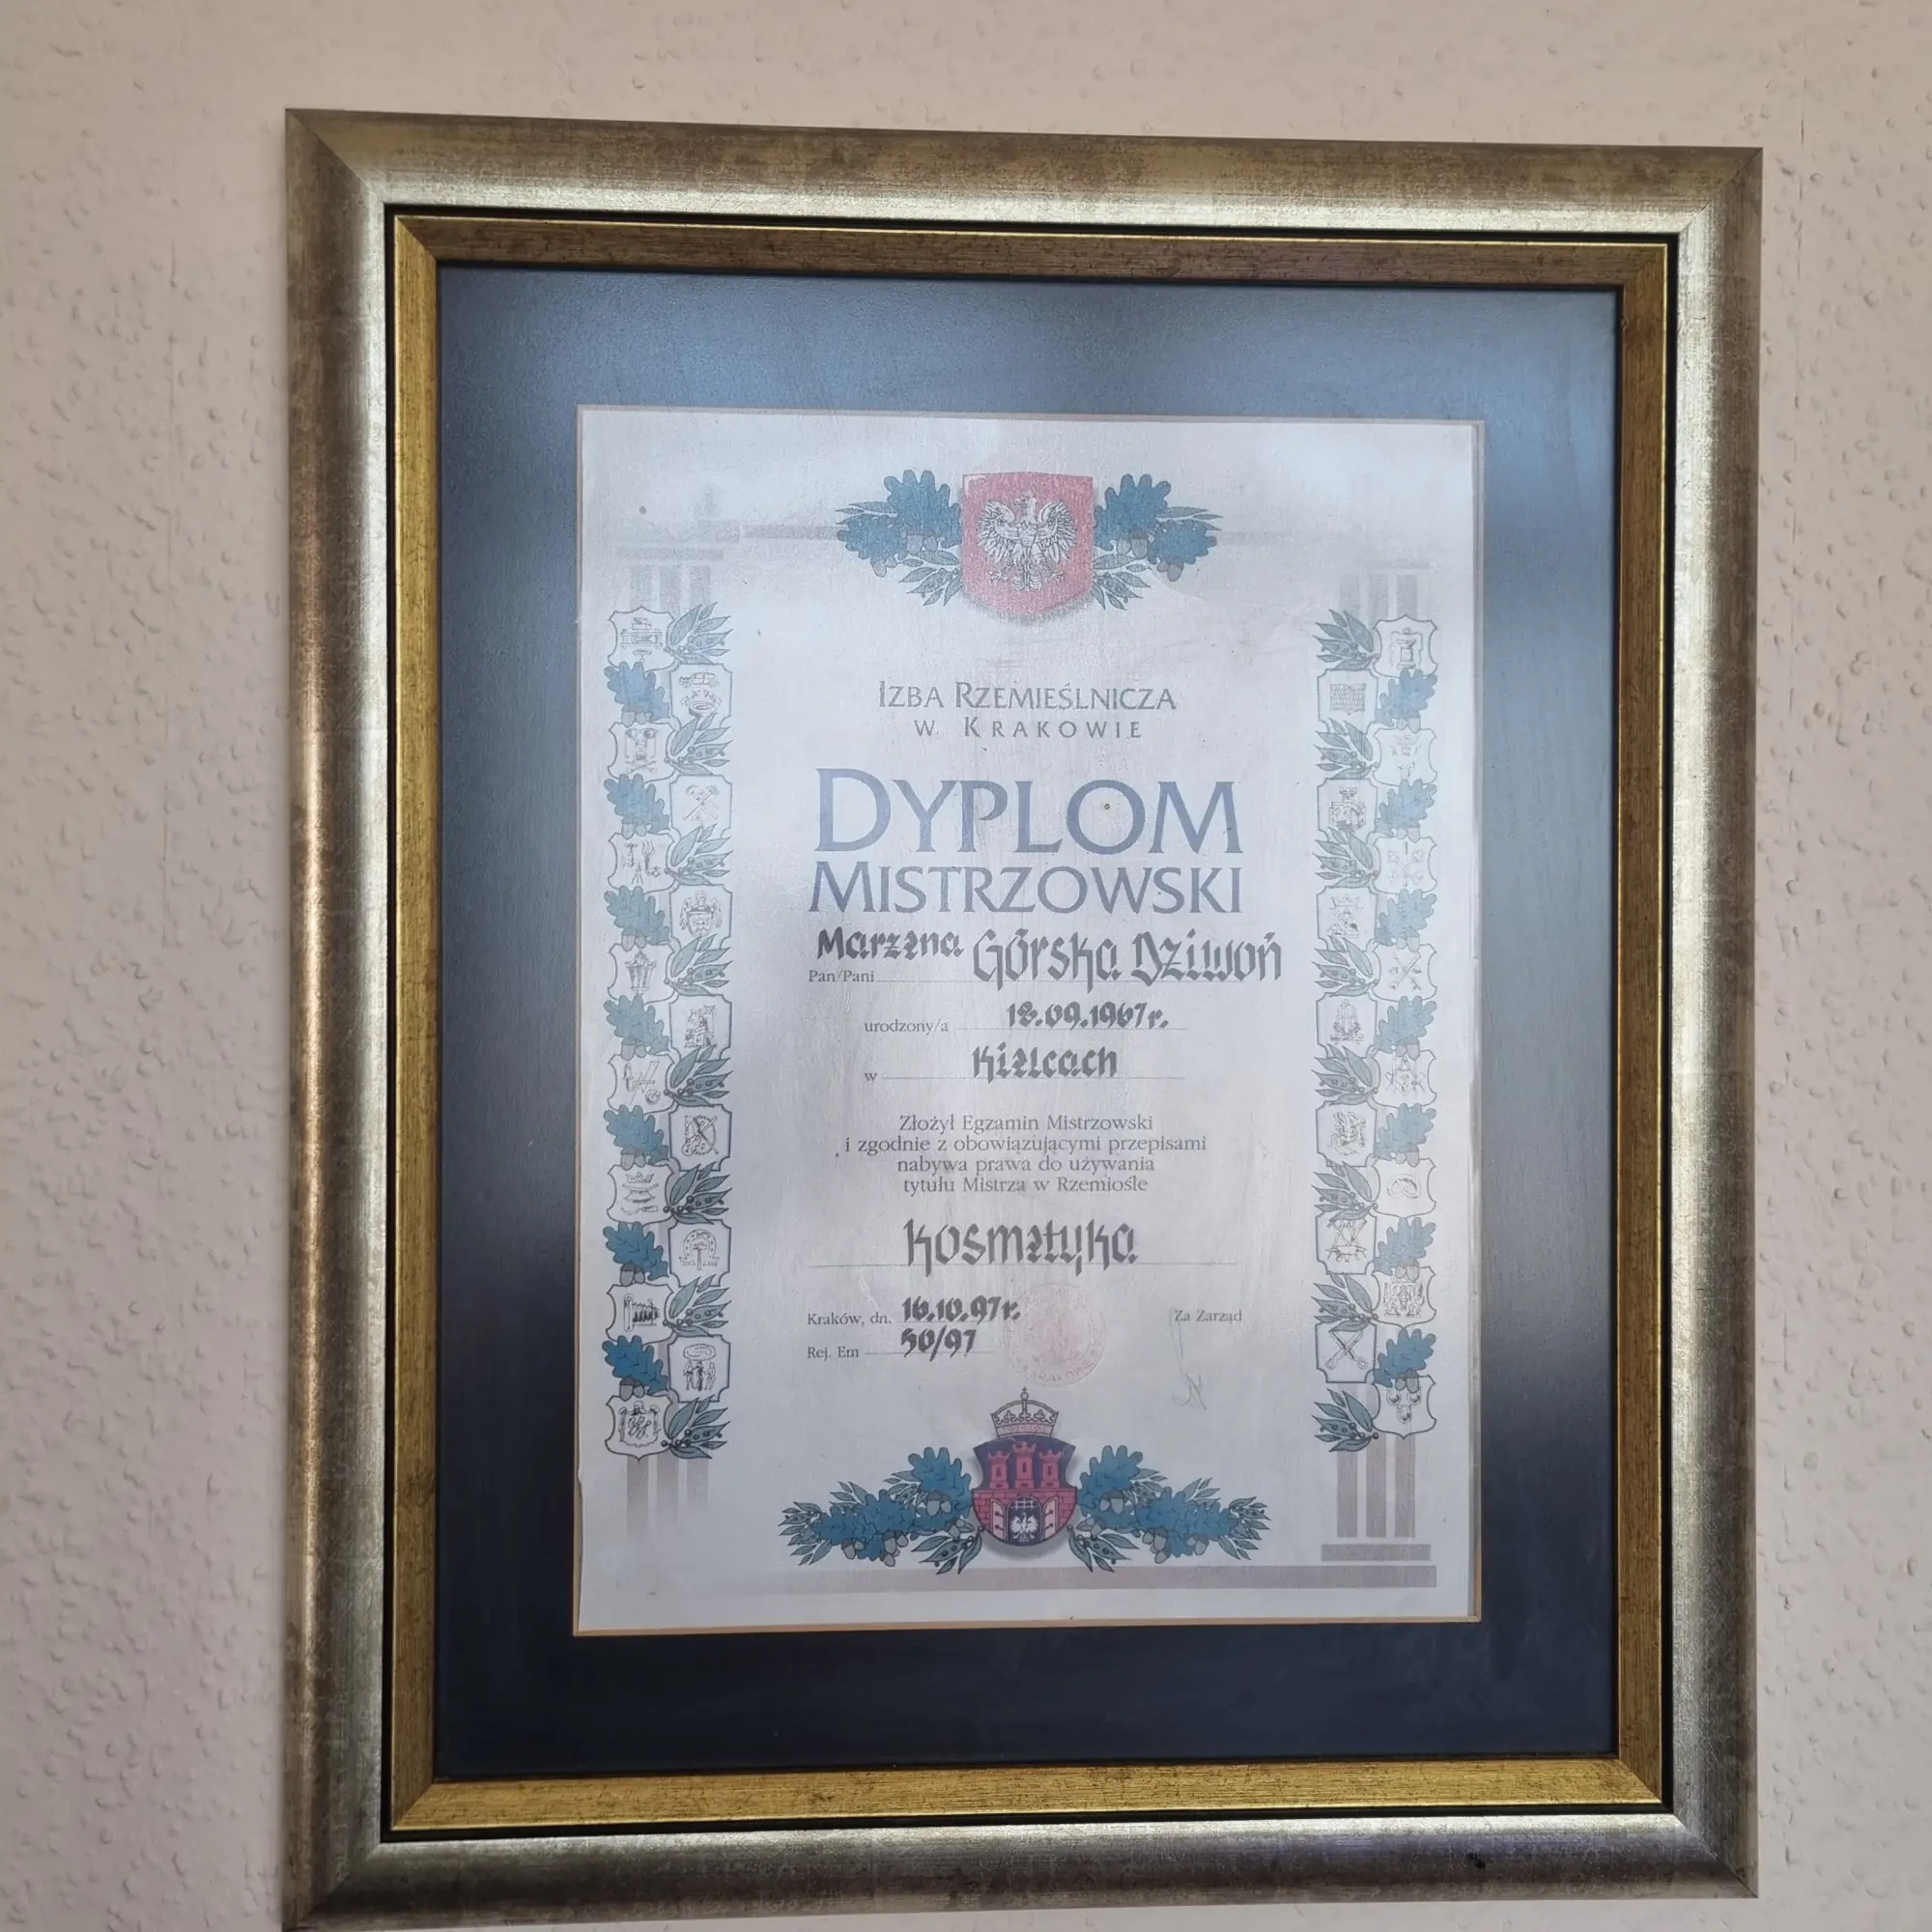 IZBA RZEMIEŚLNICZA
W KRAKOWIE
DYPLOM
MISTRZOWSKI
Pan/Pani Marzena Górska Dziwoń
urodzony/a 18.09.1967r.
w Kielcach
Złożył Egzamin Mistrzowski
i zgodnie z obowiązującymi przepisami
nabywa prawa do używania
tytułu Mistrza w Rzemiośle
Kosmetyka
Kraków, dn. 16.10.97r. Za Zarząd
Rej. Em 50/97